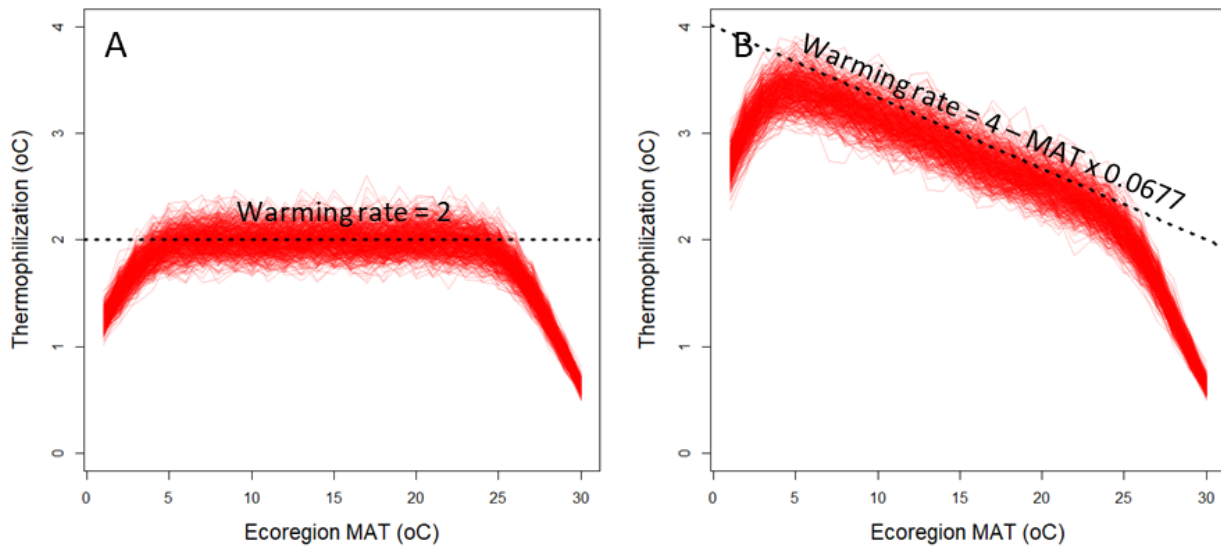 A
Warming rate = 2
Thermophilization (oC)
4
3
2
1
0
0 5 10 15 20 25 30
Ecoregion MAT (oC)
B
Warming rate = 4 – MAT x 0.0677
Thermophilization (oC)
4
3
2
1
0
0 5 10 15 20 25 30
Ecoregion MAT (oC)